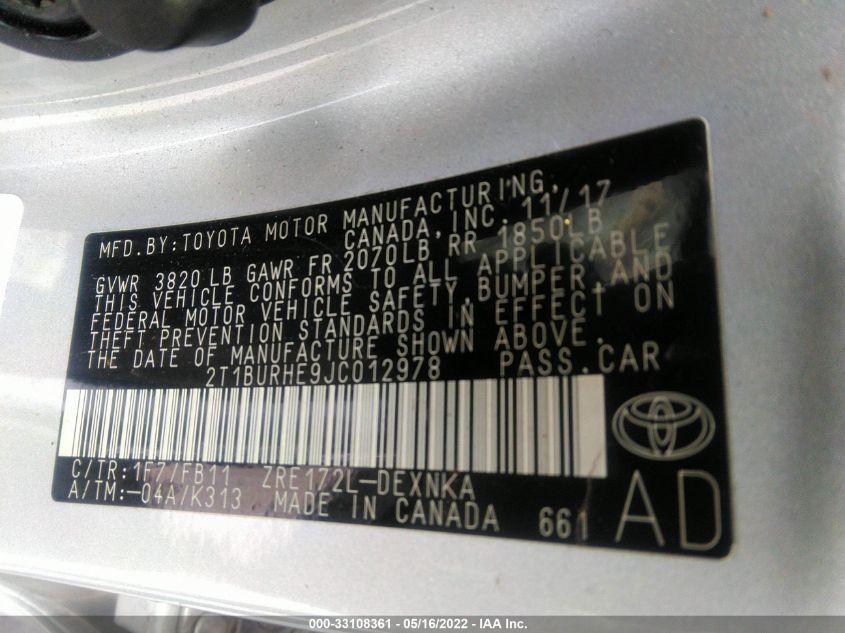 MFD.BY:TOYOTA MOTOR MANUFACTURING,
CANADA,INC. 11/17
GVWR 3820 LB GAWR FR 2070LB RR 1850LB
THIS VEHICLE CONFORMS TO ALL APPLICABLE
FEDERAL MOTOR VEHICLE SAFETY,BUMPER,AND
THEFT PREVENTION STANDARDS IN EFFECT ON
THE DATE OF MANUFACTURE SHOWN ABOVE.
2T1BURHE9JC012978 PASS.CAR
C/TR:1F7/FB11 ZRE172L-DEXNKA
A/TM:-04A/K313 MADE IN CANADA 661 AD
000-33108361 - 05/16/2022 - IAA Inc.